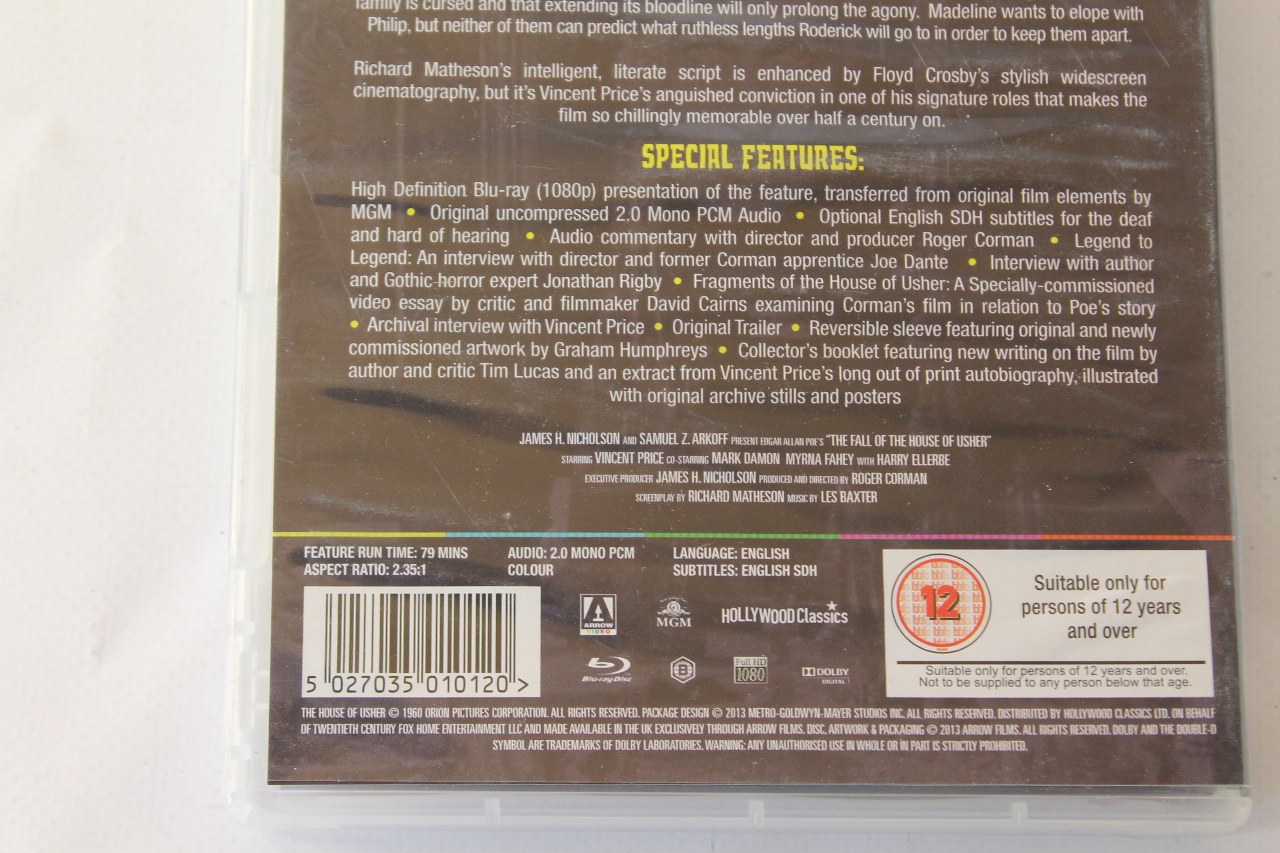 family is cursed and that extending its bloodline will only prolong the agony. Madeline wants to elope with
Philip, but neither of them can predict what ruthless lengths Roderick will go to in order to keep them apart.
Richard Matheson's intelligent, literate script is enhanced by Floyd Crosby's stylish widescreen
cinematography, but it's Vincent Price's anguished conviction in one of his signature roles that makes the
film so chillingly memorable over half a century on.
SPECIAL FEATURES:
High Definition Blu-ray (1080p) presentation of the feature, transferred from original film elements by
MGM • Original uncompressed 2.0 Mono PCM Audio • Optional English SDH subtitles for the deaf
and hard of hearing • Audio commentary with director and producer Roger Corman • Legend to
Legend: An interview with director and former Corman apprentice Joe Dante • Interview with author
and Gothic horror expert Jonathan Rigby • Fragments of the House of Usher: A Specially-commissioned
video essay by critic and filmmaker David Cairns examining Corman's film in relation to Poe's story
• Archival interview with Vincent Price • Original Trailer • Reversible sleeve featuring original and newly
commissioned artwork by Graham Humphreys • Collector's booklet featuring new writing on the film by
author and critic Tim Lucas and an extract from Vincent Price's long out of print autobiography, illustrated
with original archive stills and posters
JAMES H. NICHOLSON AND SAMUEL Z. ARKOFF PRESENT EDGAR ALLAN POE'S "THE FALL OF THE HOUSE OF USHER"
STARRING VINCENT PRICE CO-STARRING MARK DAMON MYRNA FAHEY WITH HARRY ELLERBE
EXECUTIVE PRODUCER JAMES H. NICHOLSON PRODUCED AND DIRECTED BY ROGER CORMAN
SCREENPLAY BY RICHARD MATHESON MUSIC BY LES BAXTER
FEATURE RUN TIME: 79 MINS
ASPECT RATIO: 2.35:1
AUDIO: 2.0 MONO PCM
COLOUR
LANGUAGE: ENGLISH
SUBTITLES: ENGLISH SDH
5 027035 010120 >
ARROW
VIDEO
MGM
HOLLYWOOD Classics
Blu-ray Disc
B
Full HD
1080
DOLBY
DIGITAL
12
Suitable only for
persons of 12 years
and over
Suitable only for persons of 12 years and over.
Not to be supplied to any person below that age.
THE HOUSE OF USHER © 1960 ORION PICTURES CORPORATION. ALL RIGHTS RESERVED. PACKAGE DESIGN © 2013 METRO-GOLDWYN-MAYER STUDIOS INC. ALL RIGHTS RESERVED. DISTRIBUTED BY HOLLYWOOD CLASSICS LTD. ON BEHALF
OF TWENTIETH CENTURY FOX HOME ENTERTAINMENT LLC AND MADE AVAILABLE IN THE UK EXCLUSIVELY THROUGH ARROW FILMS. DISC, ARTWORK & PACKAGING © 2013 ARROW FILMS. ALL RIGHTS RESERVED. DOLBY AND THE DOUBLE-D
SYMBOL ARE TRADEMARKS OF DOLBY LABORATORIES. WARNING: ANY UNAUTHORISED USE IN WHOLE OR IN PART IS STRICTLY PROHIBITED.